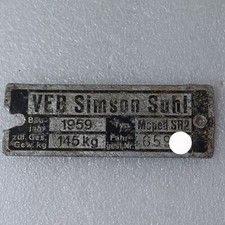 VEB Simson Suhl
Bau-jahr 1959 Typ Moped SR2
zul. Ges. Gew. kg 145 kg Fahr-gest. Nr. 659